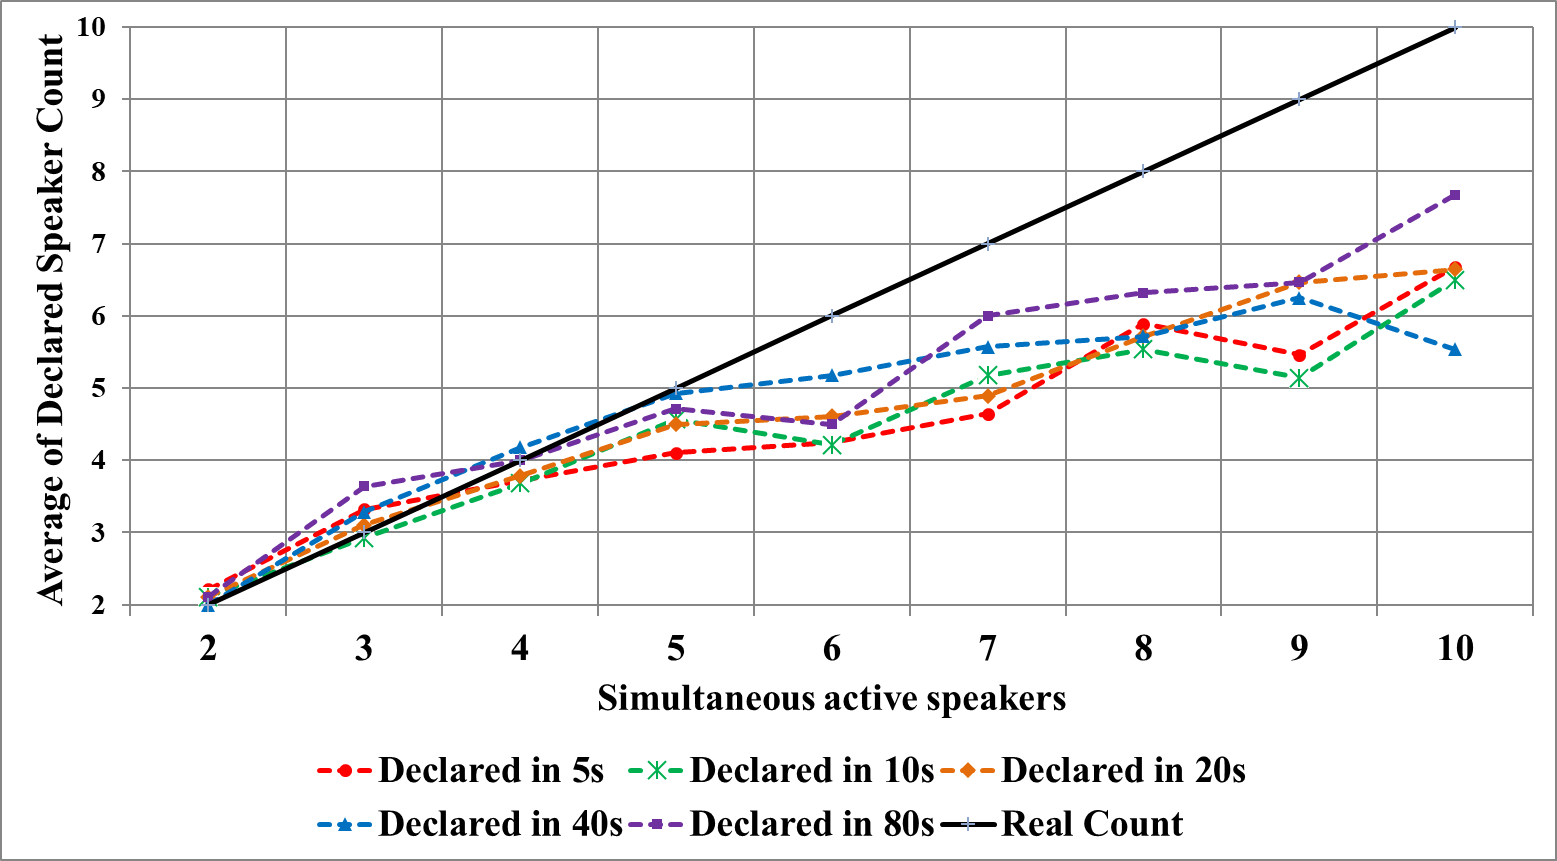 Average of Declared Speaker Count
10
9
8
7
6
5
4
3
2
2 3 4 5 6 7 8 9 10
Simultaneous active speakers
Declared in 5s Declared in 10s Declared in 20s
Declared in 40s Declared in 80s Real Count